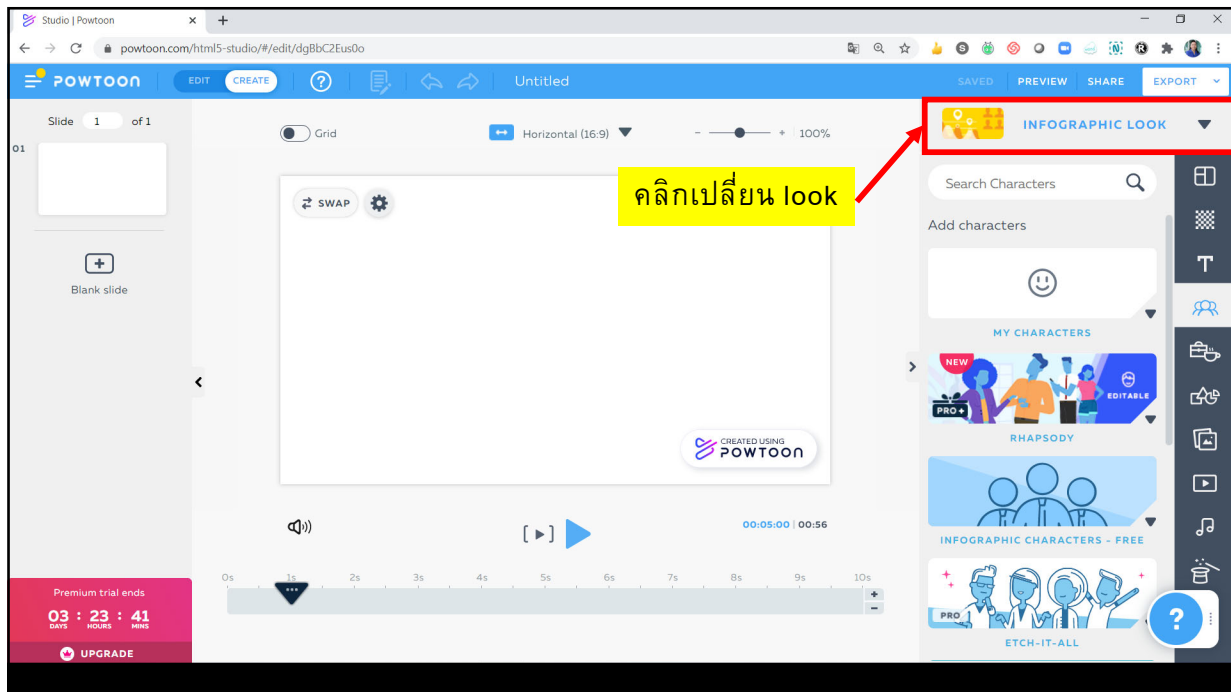 Studio | Powtoon
powtoon.com/html5-studio/#/edit/dgBbC2Eus0o
POWTOON EDIT CREATE Untitled SAVED PREVIEW SHARE EXPORT
Slide 1 of 1
01
Blank slide
Grid
Horizontal (16:9)
100%
INFOGRAPHIC LOOK
คลิกเปลี่ยน look
SWAP
CREATED USING
POWTOON
00:05:00 | 00:56
0s 1s 2s 3s 4s 5s 6s 7s 8s 9s 10s
Premium trial ends
03 : 23 : 41
DAYS HOURS MINS
UPGRADE
Search Characters
Add characters
MY CHARACTERS
NEW
EDITABLE
PRO+
RHAPSODY
INFOGRAPHIC CHARACTERS - FREE
PRO
ETCH-IT-ALL